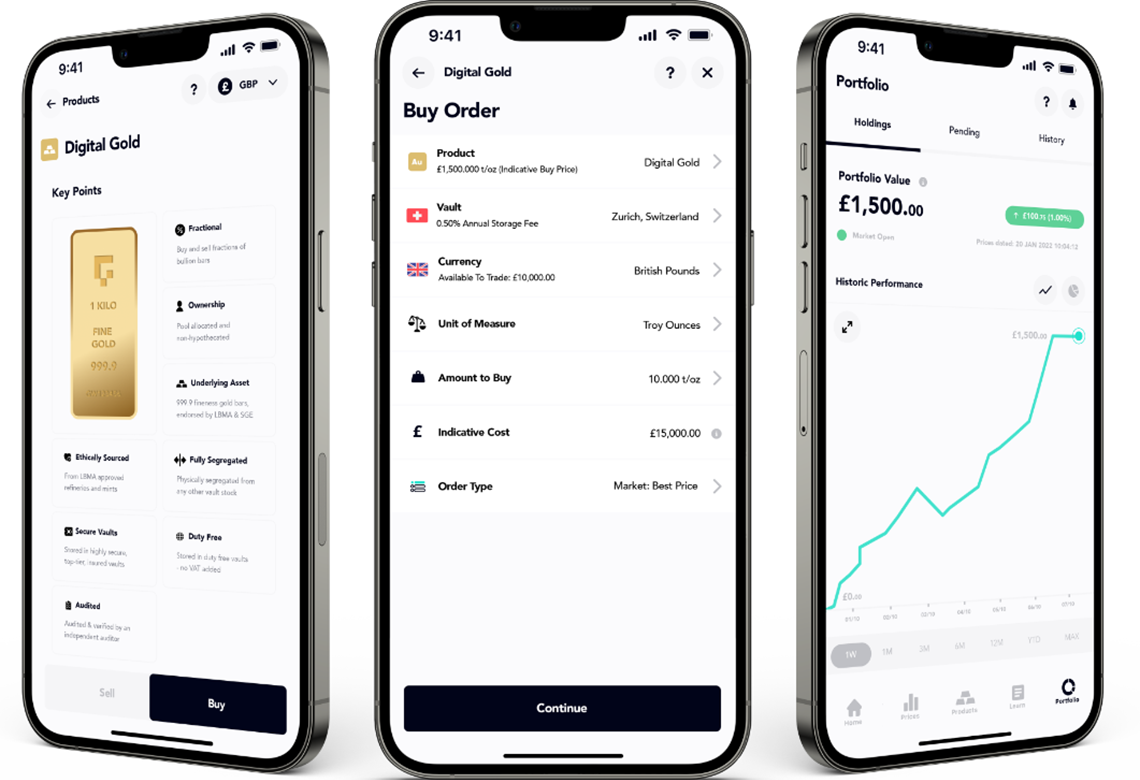 9:41
Products
?
£ GBP
Digital Gold
Key Points
1 KILO
FINE
GOLD
999.9
Fractional
Buy and sell fractions of
bullion bars
Ownership
Pool allocated and
non-hypothecated
Underlying Asset
999.9 fineness gold bars,
endorsed by LBMA & SGE
Ethically Sourced
From LBMA approved
refineries and mints
Fully Segregated
Physically segregated from
any other vault stock
Secure Vaults
Stored in highly secure,
top-tier, insured vaults
Duty Free
Stored in duty free vaults
- no VAT added
Audited
Audited & verified by an
independent auditor
Sell
Buy
9:41
Digital Gold
?
Buy Order
Au
Product
£1,500.000 t/oz (Indicative Buy Price)
Digital Gold
Vault
0.50% Annual Storage Fee
Zurich, Switzerland
Currency
Available To Trade: £10,000.00
British Pounds
Unit of Measure
Troy Ounces
Amount to Buy
10.000 t/oz
£
Indicative Cost
£15,000.00
Order Type
Market: Best Price
Continue
9:41
Portfolio
?
Holdings
Pending
History
Portfolio Value
£1,500.00
£100.75 (1.00%)
Market Open
Prices dated: 20 JAN 2022 10:04:12
Historic Performance
£1,500.00
£0.00
01/10 02/10 03/10 04/10 05/10 06/10 07/10
1W 1M 3M 6M 12M YTD MAX
Home
Prices
Products
Learn
Portfolio